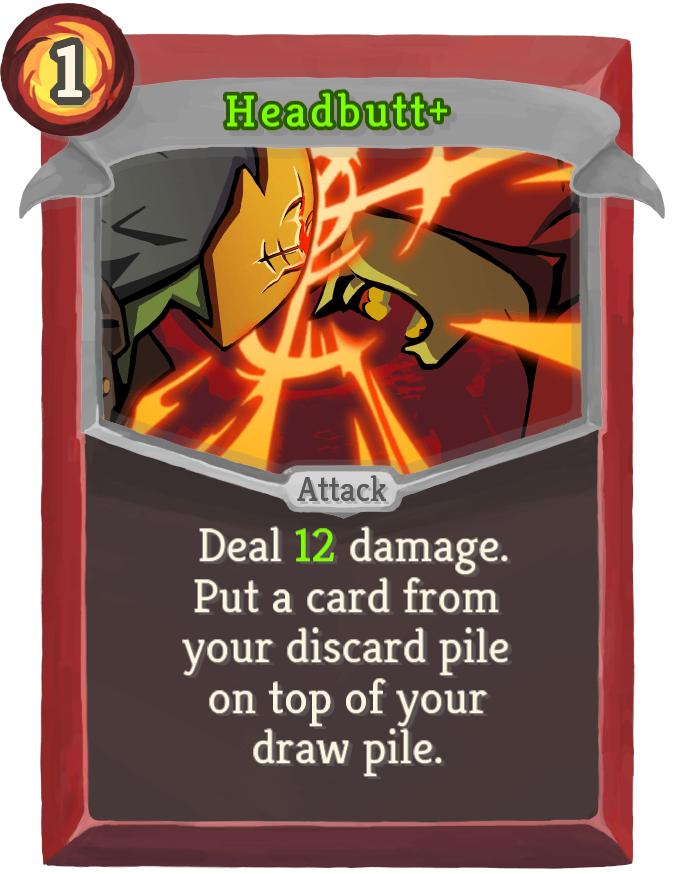 1
Headbutt+
Attack
Deal 12 damage.
Put a card from
your discard pile
on top of your
draw pile.